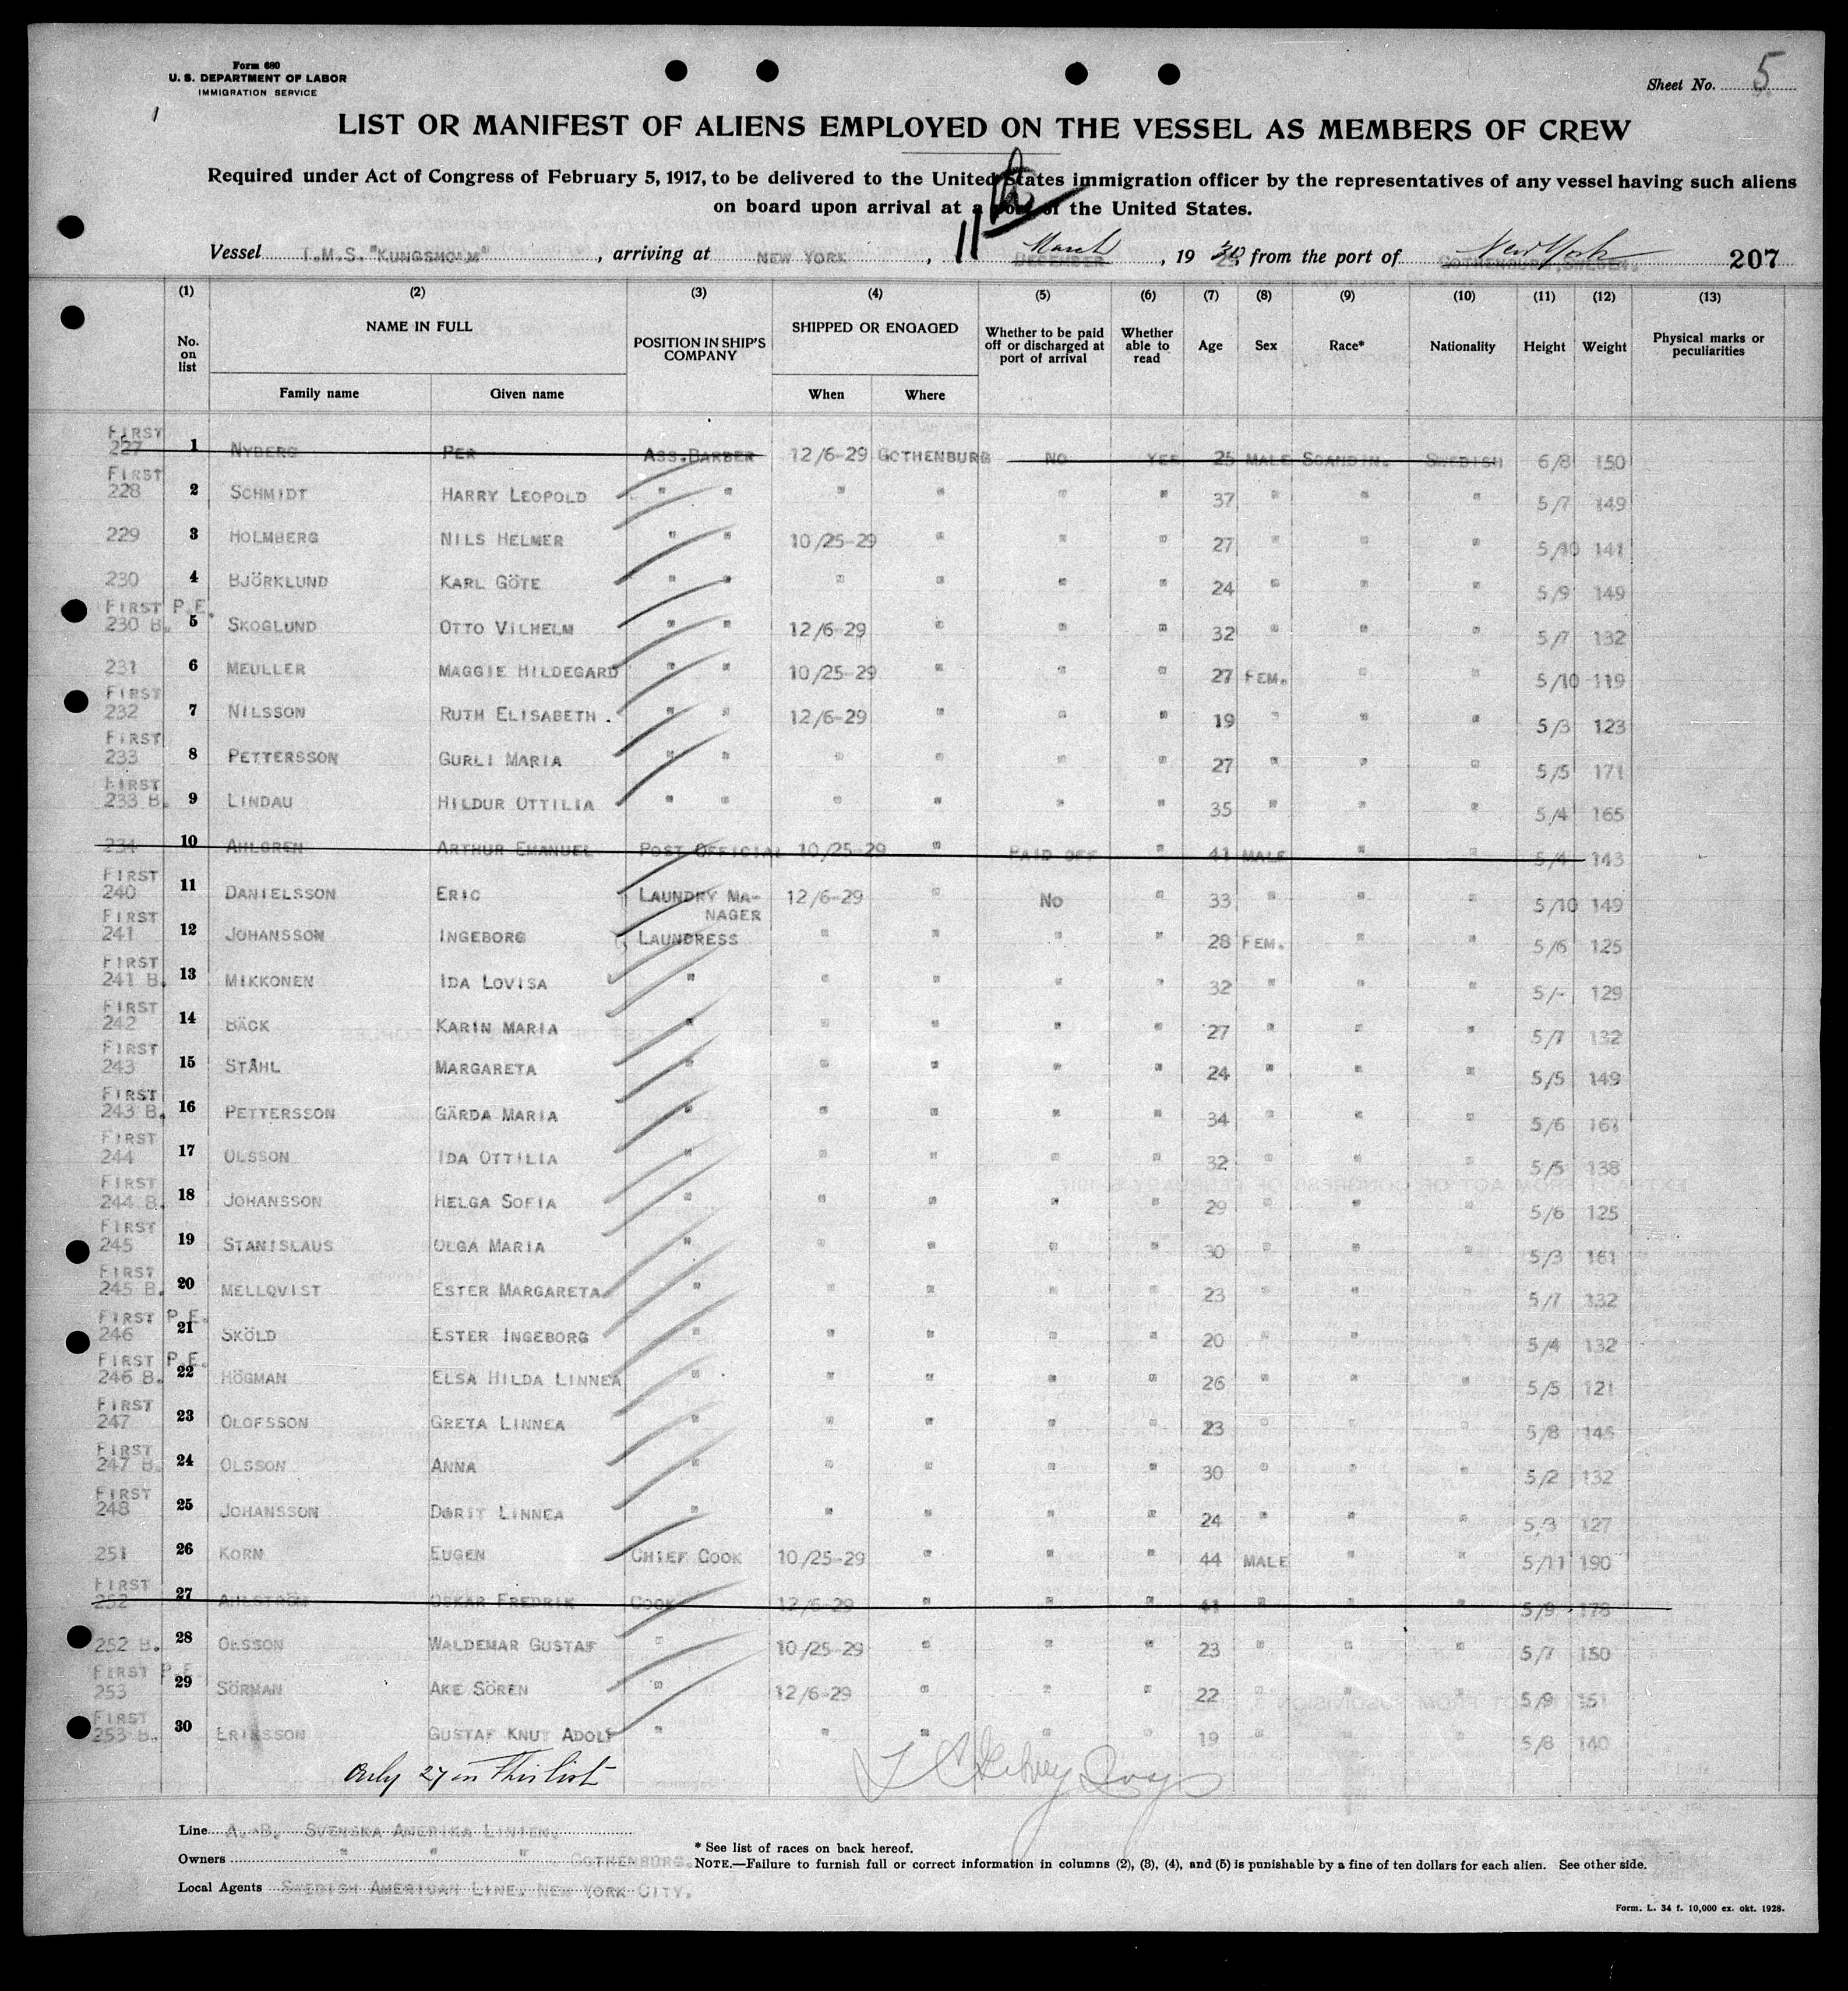 Form 680
U. S. DEPARTMENT OF LABOR
IMMIGRATION SERVICE
Sheet No. 5
LIST OR MANIFEST OF ALIENS EMPLOYED ON THE VESSEL AS MEMBERS OF CREW
Required under Act of Congress of February 5, 1917, to be delivered to the United States immigration officer by the representatives of any vessel having such aliens
on board upon arrival at a port of the United States.
Vessel T.M.S. "KUNGSHOLM", arriving at NEW YORK, 11th March DECEMBER, 19 30 29, from the port of New York GOTHENBURG, SWEDEN. 207
(1) (2) (3) (4) (5) (6) (7) (8) (9) (10) (11) (12) (13)
No. on list NAME IN FULL Family name Given name POSITION IN SHIP'S COMPANY SHIPPED OR ENGAGED When Where Whether to be paid off or discharged at port of arrival Whether able to read Age Sex Race* Nationality Height Weight Physical marks or peculiarities
FIRST 227 1 NYBERG PER ASS.BARBER 12/6-29 GOTHENBURG NO YES 25 MALE SCANDIN. SWEDISH 6/8 150
FIRST 228 2 SCHMIDT HARRY LEOPOLD " " " " " " 37 " " " 5/7 149
229 3 HOLMBERG NILS HELMER " " 10/25-29 " " " 27 " " " 5/10 141
230 4 BJÖRKLUND KARL GÖTE " " " " " " 24 " " " 5/9 149
FIRST P.E. 230 B. 5 SKOGLUND OTTO VILHELM " " 12/6-29 " " " 32 " " " 5/7 132
231 6 MEULLER MAGGIE HILDEGARD " " 10/25-29 " " " 27 FEM. " " 5/10 119
FIRST 232 7 NILSSON RUTH ELISABETH. " " 12/6-29 " " " 19 " " " 5/3 123
FIRST 233 8 PETTERSSON GURLI MARIA " " " " " " 27 " " " 5/5 171
FIRST 233 B. 9 LINDAU HILDUR OTTILIA " " " " " " 35 " " " 5/4 165
234 10 AHLGREN ARTHUR EMANUEL POST OFFICIAL 10/25-29 " PAID OFF " 41 MALE " " 5/4 143
FIRST 240 11 DANIELSSON ERIC LAUNDRY MANAGER 12/6-29 " No " 33 " " " 5/10 149
FIRST 241 12 JOHANSSON INGEBORG LAUNDRESS " " " " 28 FEM. " " 5/6 125
FIRST 241 B. 13 MIKKONEN IDA LOVISA " " " " " 32 " " " 5/- 129
FIRST 242 14 BÄCK KARIN MARIA " " " " " 27 " " " 5/7 132
FIRST 243 15 STÅHL MARGARETA " " " " " 24 " " " 5/5 149
FIRST 243 B. 16 PETTERSSON GÄRDA MARIA " " " " " 34 " " " 5/6 161
FIRST 244 17 OLSSON IDA OTTILIA " " " " " 32 " " " 5/5 138
FIRST 244 B. 18 JOHANSSON HELGA SOFIA " " " " " 29 " " " 5/6 125
FIRST 245 19 STANISLAUS OLGA MARIA " " " " " 30 " " " 5/3 161
FIRST 245 B. 20 MELLQVIST ESTER MARGARETA " " " " " 23 " " " 5/7 132
FIRST P.E. 246 21 SKÖLD ESTER INGEBORG " " " " " 20 " " " 5/4 132
FIRST P.E. 246 B. 22 HÖGMAN ELSA HILDA LINNEA " " " " " 26 " " " 5/5 121
FIRST 247 23 OLOFSSON GRETA LINNEA " " " " " 23 " " " 5/8 145
FIRST 247 B. 24 OLSSON ANNA " " " " " 30 " " " 5/2 132
FIRST 248 25 JOHANSSON DORIT LINNEA " " " " " 24 " " " 5/3 127
251 26 KORN EUGEN CHIEF COOK 10/25-29 " " " 44 MALE " " 5/11 190
FIRST 252 27 AHLSTRÖM OSKAR FREDRIK COOK 12/6-29 " " " 41 " " " 5/9 178
252 B. 28 OLSSON WALDEMAR GUSTAF " 10/25-29 " " " 23 " " " 5/7 150
FIRST P.E. 253 29 SÖRMAN AKE SÖREN " 12/6-29 " " " 22 " " " 5/9 151
FIRST 253 B. 30 ERIKSSON GUSTAF KNUT ADOLF " " " " " 19 " " " 5/8 140
Only 27 in this list
Line A.-B. SVENSKA AMERIKA LINIEN.
Owners " " " GOTHENBURG.
Local Agents SWEDISH AMERICAN LINE. NEW YORK CITY.
* See list of races on back hereof.
NOTE.—Failure to furnish full or correct information in columns (2), (3), (4), and (5) is punishable by a fine of ten dollars for each alien. See other side.
Form. L. 34 f. 10,000 ex. okt. 1928.